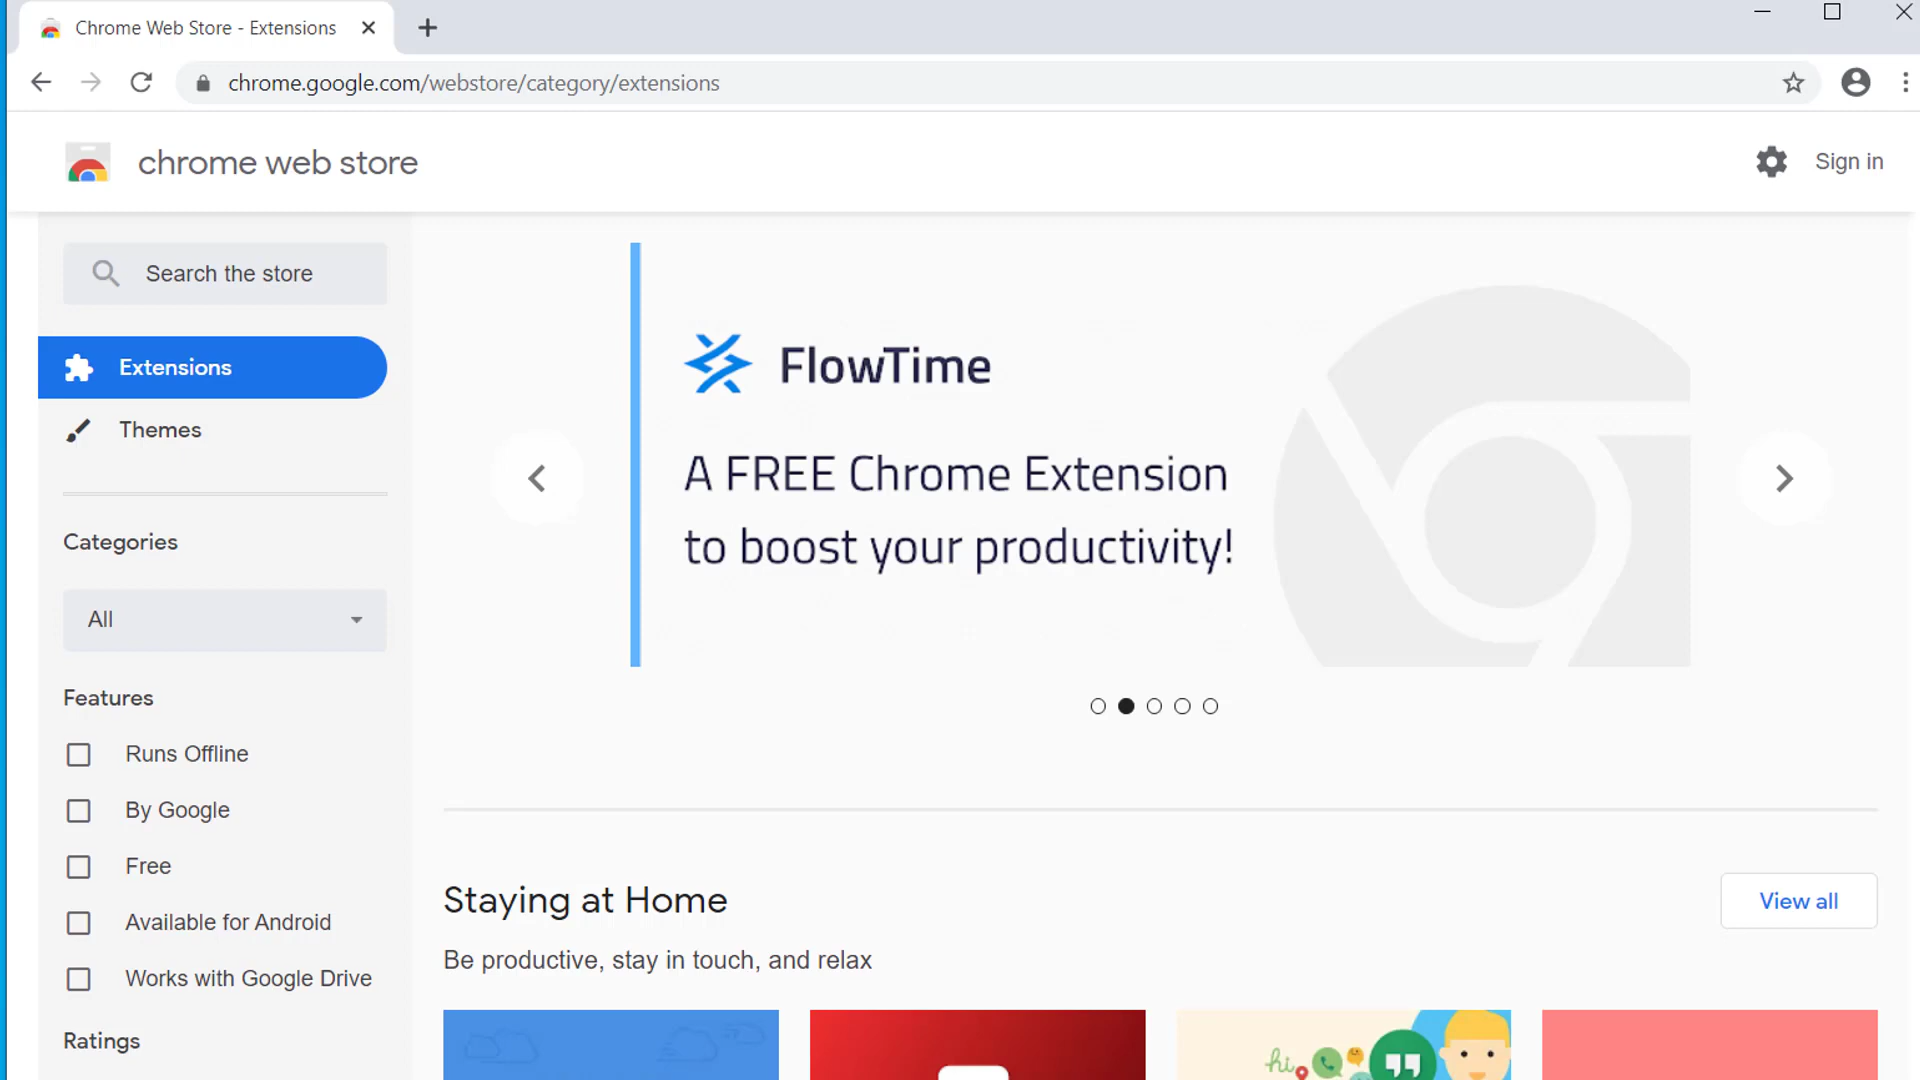 Chrome Web Store - Extensions
chrome.google.com/webstore/category/extensions
chrome web store
Sign in
Search the store
Extensions
Themes
Categories
All
Features
Runs Offline
By Google
Free
Available for Android
Works with Google Drive
Ratings
FlowTime
A FREE Chrome Extension
to boost your productivity!
Staying at Home
View all
Be productive, stay in touch, and relax
hi